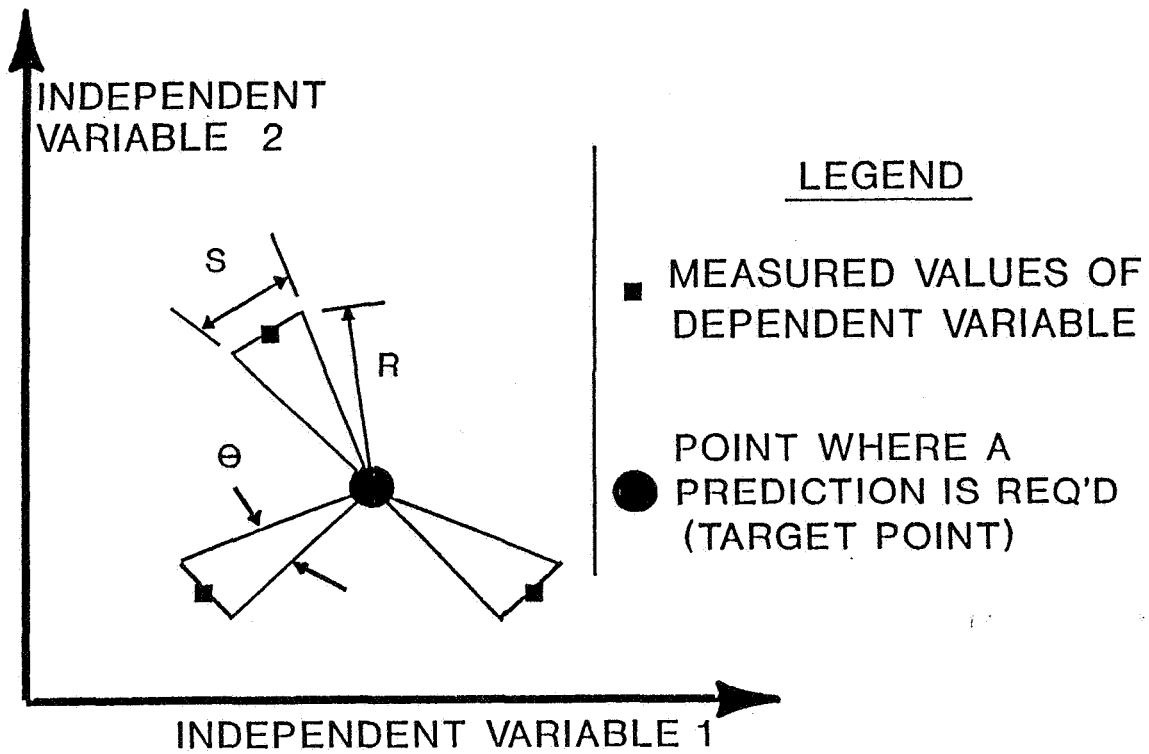 INDEPENDENT
VARIABLE 2
S
R
Θ
INDEPENDENT VARIABLE 1
LEGEND
MEASURED VALUES OF
DEPENDENT VARIABLE
POINT WHERE A
PREDICTION IS REQ'D
(TARGET POINT)